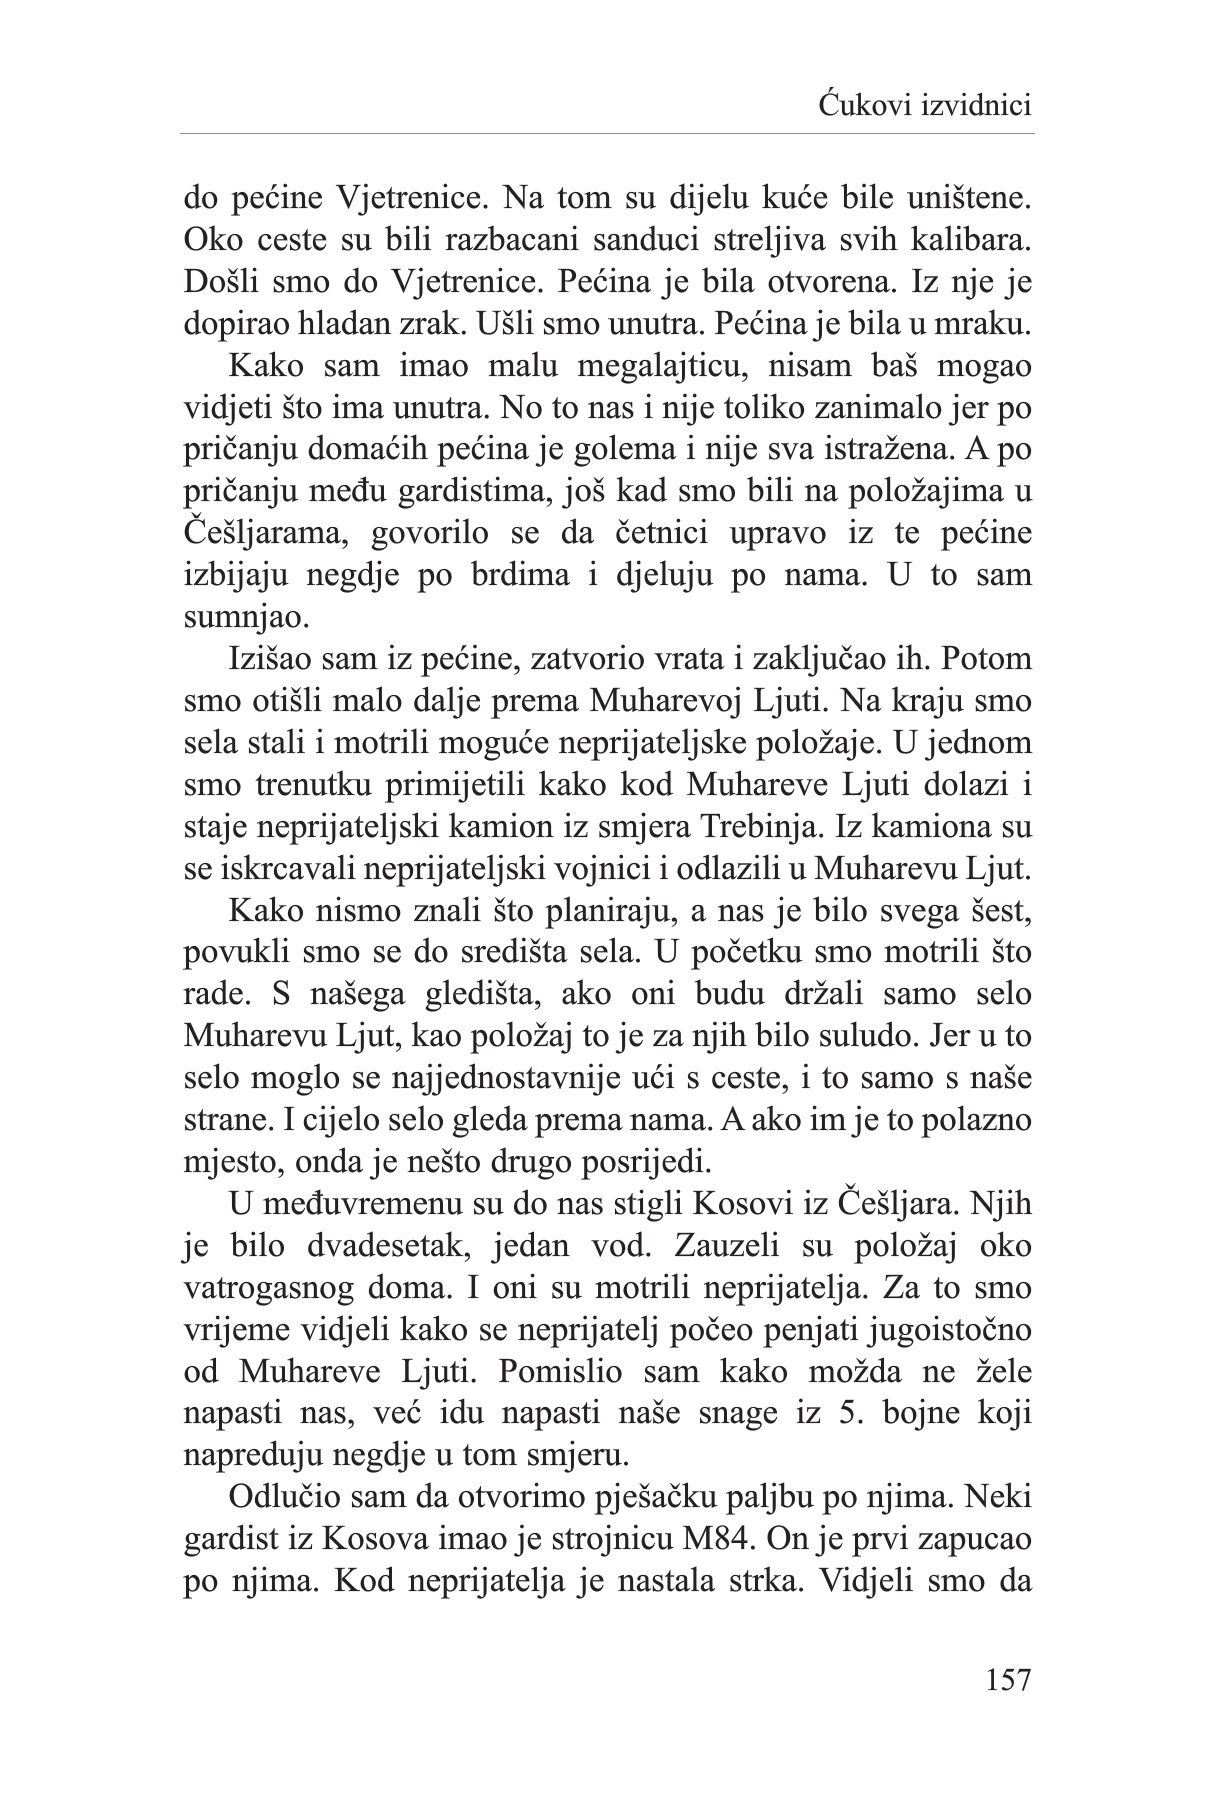 Ćukovi izvidnici
do pećine Vjetrenice. Na tom su dijelu kuće bile uništene.
Oko ceste su bili razbacani sanduci streljiva svih kalibara.
Došli smo do Vjetrenice. Pećina je bila otvorena. Iz nje je
dopirao hladan zrak. Ušli smo unutra. Pećina je bila u mraku.
Kako sam imao malu megalajticu, nisam baš mogao
vidjeti što ima unutra. No to nas i nije toliko zanimalo jer po
pričanju domaćih pećina je golema i nije sva istražena. A po
pričanju među gardistima, još kad smo bili na položajima u
Češljarama, govorilo se da četnici upravo iz te pećine
izbijaju negdje po brdima i djeluju po nama. U to sam
sumnjao.
Izišao sam iz pećine, zatvorio vrata i zaključao ih. Potom
smo otišli malo dalje prema Muharevoj Ljuti. Na kraju smo
sela stali i motrili moguće neprijateljske položaje. U jednom
smo trenutku primijetili kako kod Muhareve Ljuti dolazi i
staje neprijateljski kamion iz smjera Trebinja. Iz kamiona su
se iskrcavali neprijateljski vojnici i odlazili u Muharevu Ljut.
Kako nismo znali što planiraju, a nas je bilo svega šest,
povukli smo se do središta sela. U početku smo motrili što
rade. S našega gledišta, ako oni budu držali samo selo
Muharevu Ljut, kao položaj to je za njih bilo suludo. Jer u to
selo moglo se najjednostavnije ući s ceste, i to samo s naše
strane. I cijelo selo gleda prema nama. A ako im je to polazno
mjesto, onda je nešto drugo posrijedi.
U međuvremenu su do nas stigli Kosovi iz Češljara. Njih
je bilo dvadesetak, jedan vod. Zauzeli su položaj oko
vatrogasnog doma. I oni su motrili neprijatelja. Za to smo
vrijeme vidjeli kako se neprijatelj počeo penjati jugoistočno
od Muhareve Ljuti. Pomislio sam kako možda ne žele
napasti nas, već idu napasti naše snage iz 5. bojne koji
napreduju negdje u tom smjeru.
Odlučio sam da otvorimo pješačku paljbu po njima. Neki
gardist iz Kosova imao je strojnicu M84. On je prvi zapucao
po njima. Kod neprijatelja je nastala strka. Vidjeli smo da
157